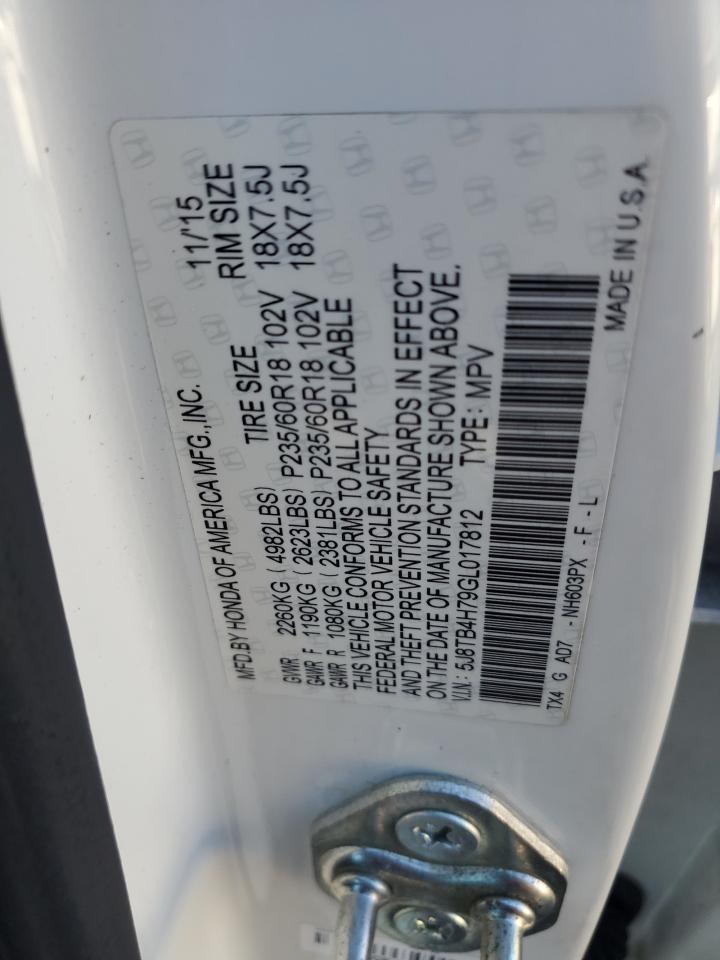 MFD.BY HONDA OF AMERICA MFG.,INC. 11/'15
TIRE SIZE RIM SIZE
GVWR 2260KG (4982LBS)
GAWR F 1190KG (2623LBS) P235/60R18 102V 18X7.5J
GAWR R 1080KG (2381LBS) P235/60R18 102V 18X7.5J
THIS VEHICLE CONFORMS TO ALL APPLICABLE
FEDERAL MOTOR VEHICLE SAFETY
AND THEFT PREVENTION STANDARDS IN EFFECT
ON THE DATE OF MANUFACTURE SHOWN ABOVE.
V.I.N.: 5J8TB4H79GL017812 TYPE: MPV
TX4 G AD7 - NH603PX - F - L
MADE IN U.S.A.